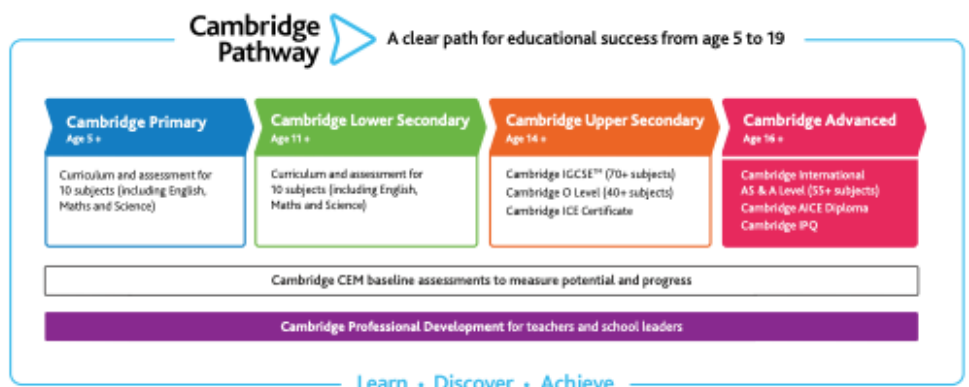 Cambridge
Pathway
A clear path for educational success from age 5 to 19
Cambridge Primary
Age 5 +
Curriculum and assessment for
10 subjects (including English,
Maths and Science)
Cambridge Lower Secondary
Age 11 +
Curriculum and assessment for
10 subjects (including English,
Maths and Science)
Cambridge Upper Secondary
Age 14 +
Cambridge IGCSE™ (70+ subjects)
Cambridge O Level (40+ subjects)
Cambridge ICE Certificate
Cambridge Advanced
Age 16 +
Cambridge International
AS & A Level (55+ subjects)
Cambridge AICE Diploma
Cambridge IPQ
Cambridge CEM baseline assessments to measure potential and progress
Cambridge Professional Development for teachers and school leaders
Learn • Discover • Achieve